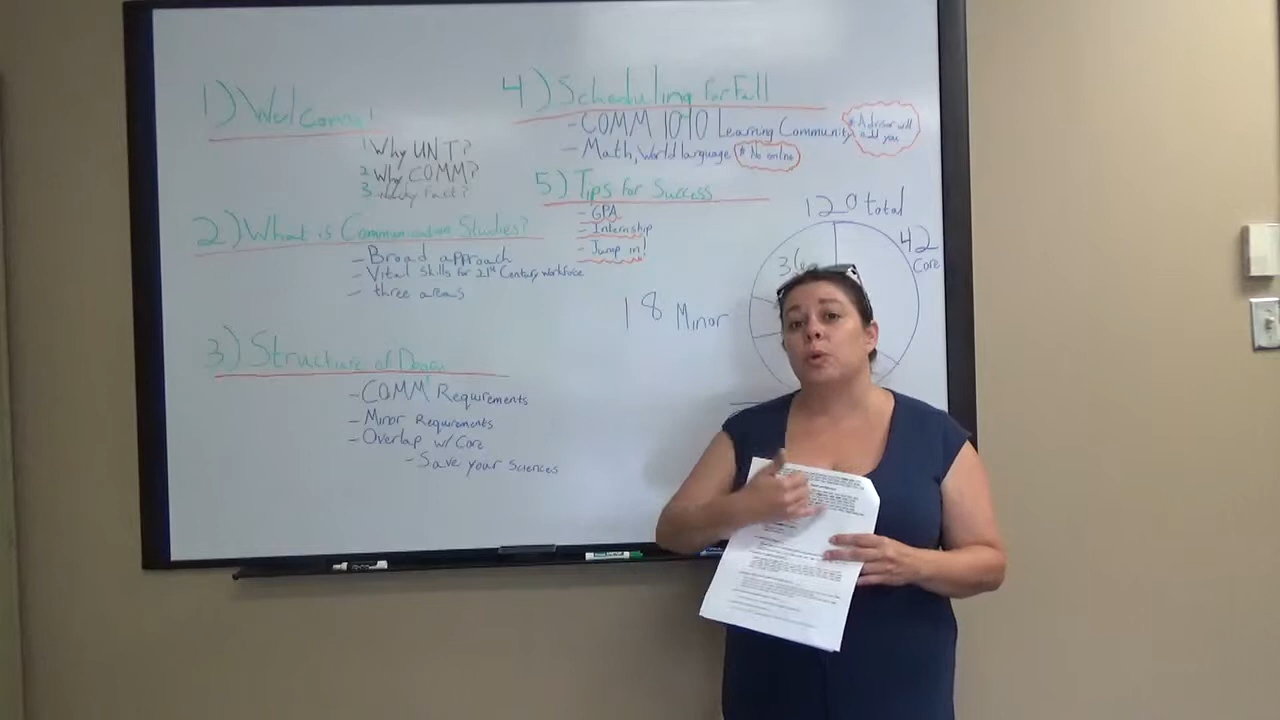 1) Welcome!
1 Why UNT?
2 Why COMM?
3 Fact?
2) What is Communication Studies?
- Broad approach
- Vital skills for 21st Century workforce
- three areas
3) Structure of Degree
- COMM Requirements
- Minor Requirements
- Overlap w/ Core
- Save your sciences
4) Scheduling for Fall
- COMM 1010 Learning Community * Advisor will add you
- Math, World language * No online
5) Tips for Success
- GPA
- Internship
- Jump in!
120 total
42
Core
36
18 Minor